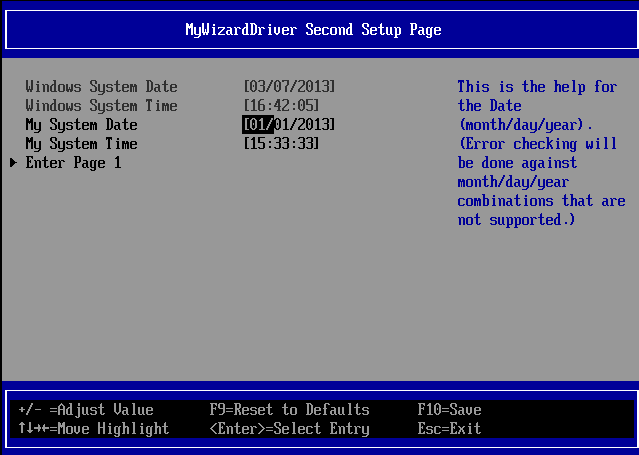 MyWizardDriver Second Setup Page
Windows System Date [03/07/2013]
Windows System Time [16:42:05]
My System Date [01/01/2013]
My System Time [15:33:33]
Enter Page 1
This is the help for
the Date
(month/day/year).
(Error checking will
be done against
month/day/year
combinations that are
not supported.)
+/- =Adjust Value F9=Reset to Defaults F10=Save
↑↓→←=Move Highlight <Enter>=Select Entry Esc=Exit